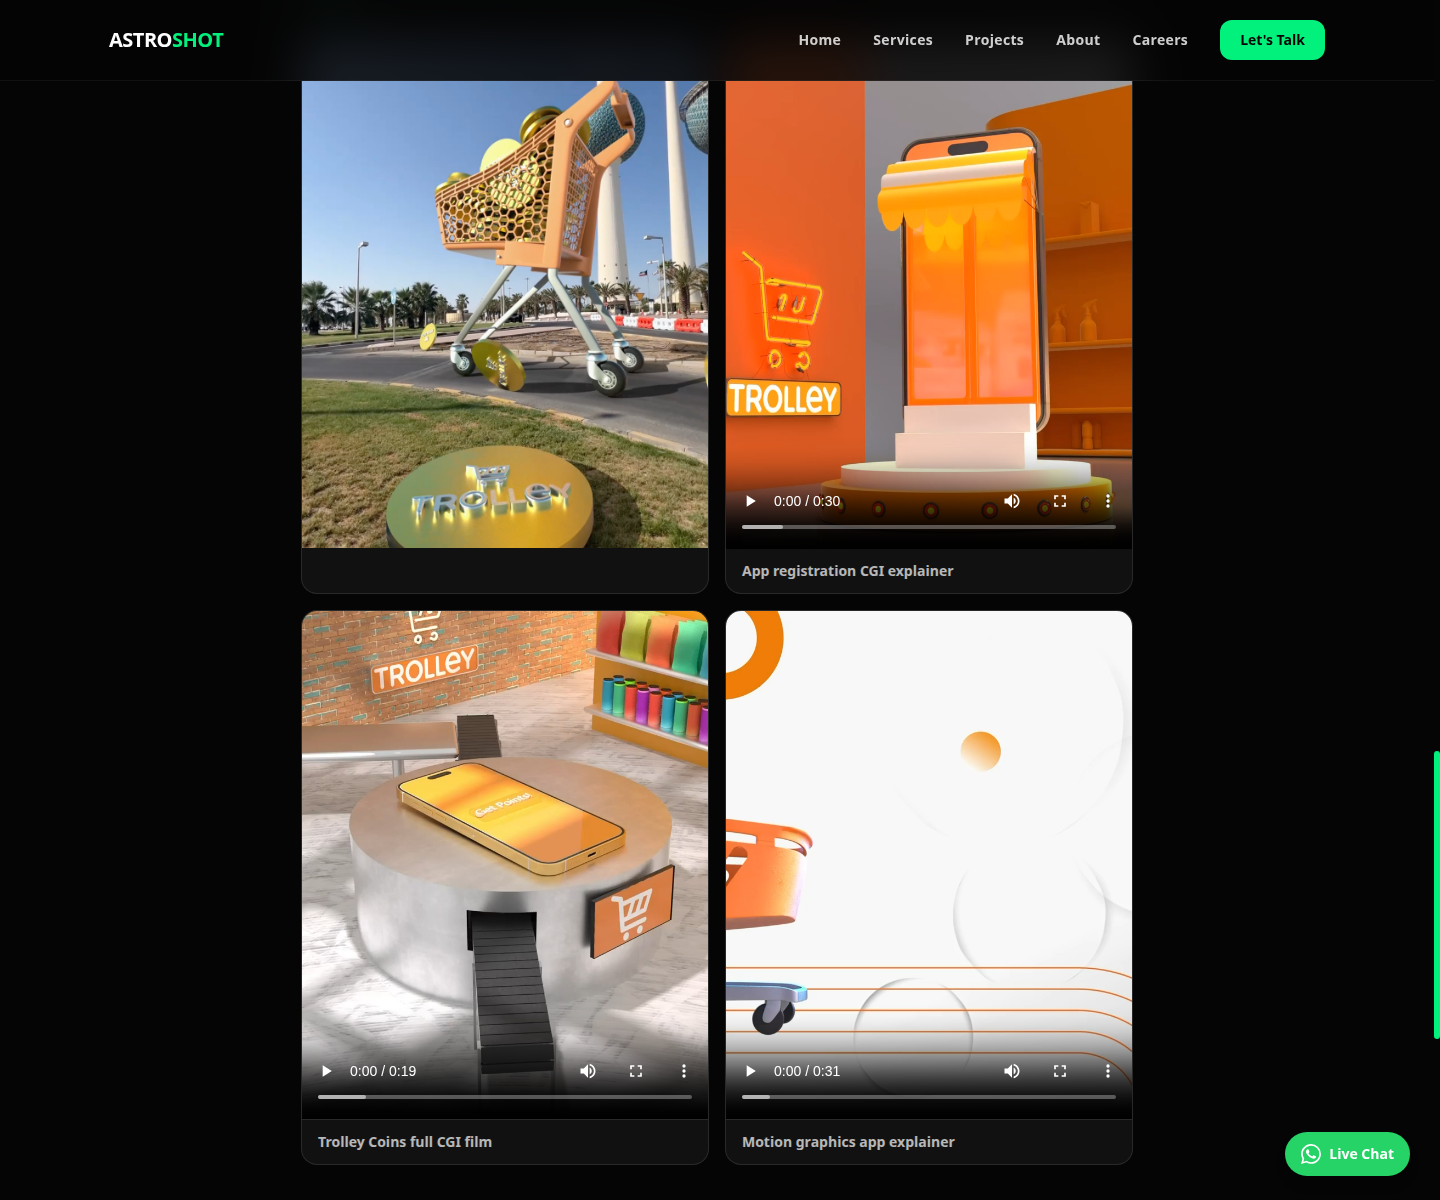 ASTROSHOT
Home
Services
Projects
About
Careers
Let's Talk
TROLLEY
TROLLEY
0:00 / 0:30
App registration CGI explainer
TROLLEY
Get Points!
0:00 / 0:19
Trolley Coins full CGI film
0:00 / 0:31
Motion graphics app explainer
Live Chat